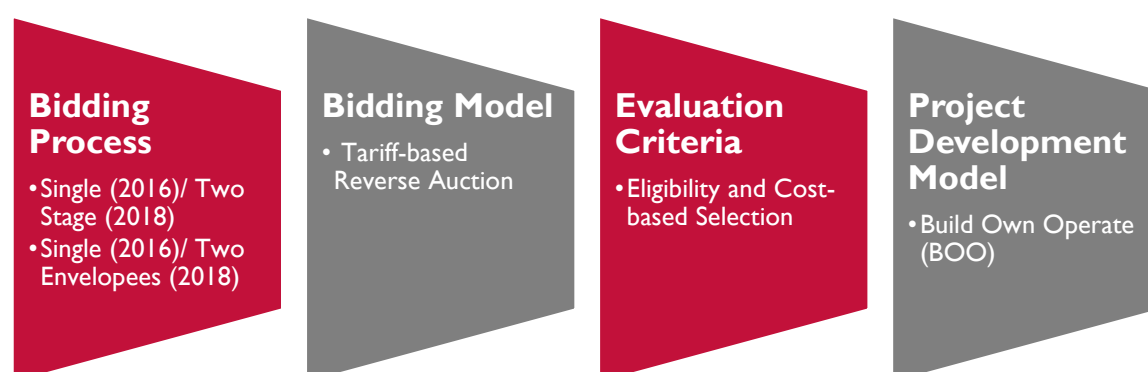 Bidding
Process
•Single (2016)/ Two
Stage (2018)
•Single (2016)/ Two
Envelopees (2018)
Bidding Model
• Tariff-based
Reverse Auction
Evaluation
Criteria
•Eligibility and Cost-
based Selection
Project
Development
Model
•Build Own Operate
(BOO)